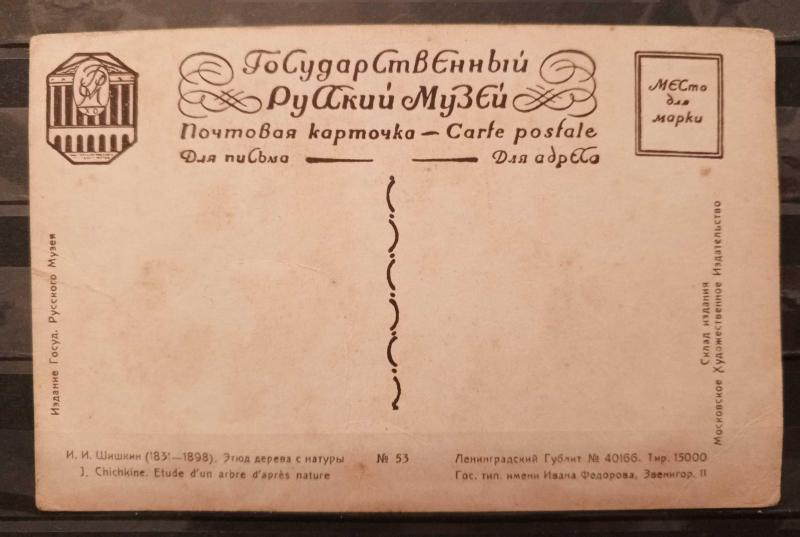 Государственный
Русский Музей
Почтовая карточка — Carte postale
Для письма
Для адреса
Место
для
марки
Издание Госуд. Русского Музея
Склад издания
Московское Художественное Издательство
И. И. Шишкин (1831—1898). Этюд дерева с натуры
J. Chichkine. Etude d'un arbre d'après nature
№ 53
Ленинградский Гублит № 40166. Тир. 15000
Гос. тип. имени Ивана Федорова, Звенигор. 11